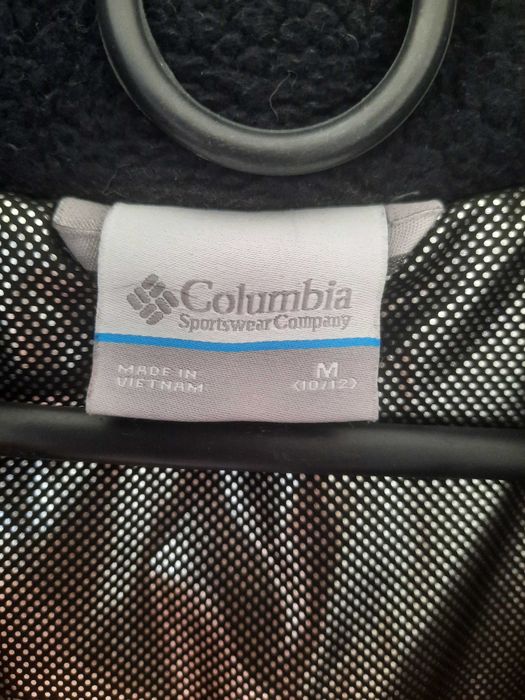 Columbia
Sportswear Company
MADE IN
VIETNAM
M
(10/12)